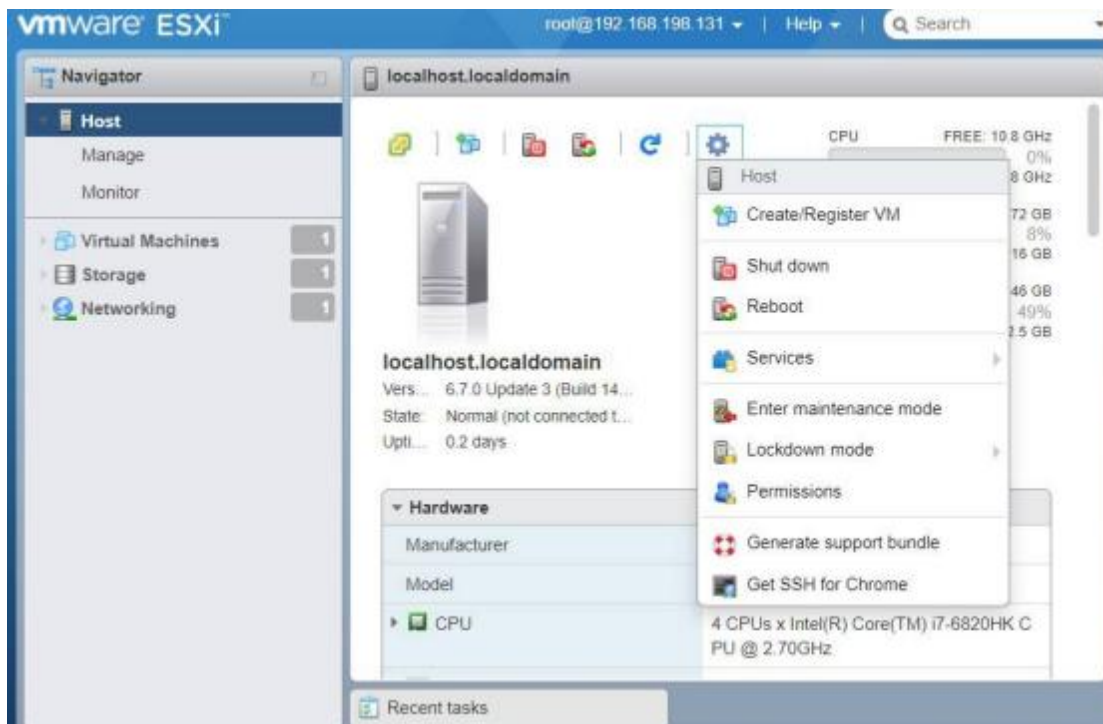 vmware ESXi™
root@192.168.198.131 | Help | Search
Navigator
Host
Manage
Monitor
Virtual Machines 1
Storage 1
Networking 1
localhost.localdomain
CPU FREE: 10.8 GHz
0%
8 GHz
72 GB
8%
16 GB
46 GB
49%
2.5 GB
Host
Create/Register VM
Shut down
Reboot
Services
Enter maintenance mode
Lockdown mode
Permissions
Generate support bundle
Get SSH for Chrome
localhost.localdomain
Vers... 6.7.0 Update 3 (Build 14...
State: Normal (not connected t...
Upti... 0.2 days
Hardware
Manufacturer
Model
CPU
4 CPUs x Intel(R) Core(TM) i7-6820HK C
PU @ 2.70GHz
Recent tasks